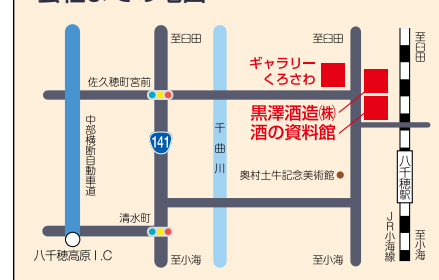 至臼田
至臼田
至臼田
ギャラリー
くろさわ
佐久穂町宮前
黒澤酒造㈱
酒の資料館
中部横断自動車道
141
千曲川
八千穂駅
奥村土牛記念美術館
清水町
JR小海線
八千穂高原I.C
至小海
至小海
至小海